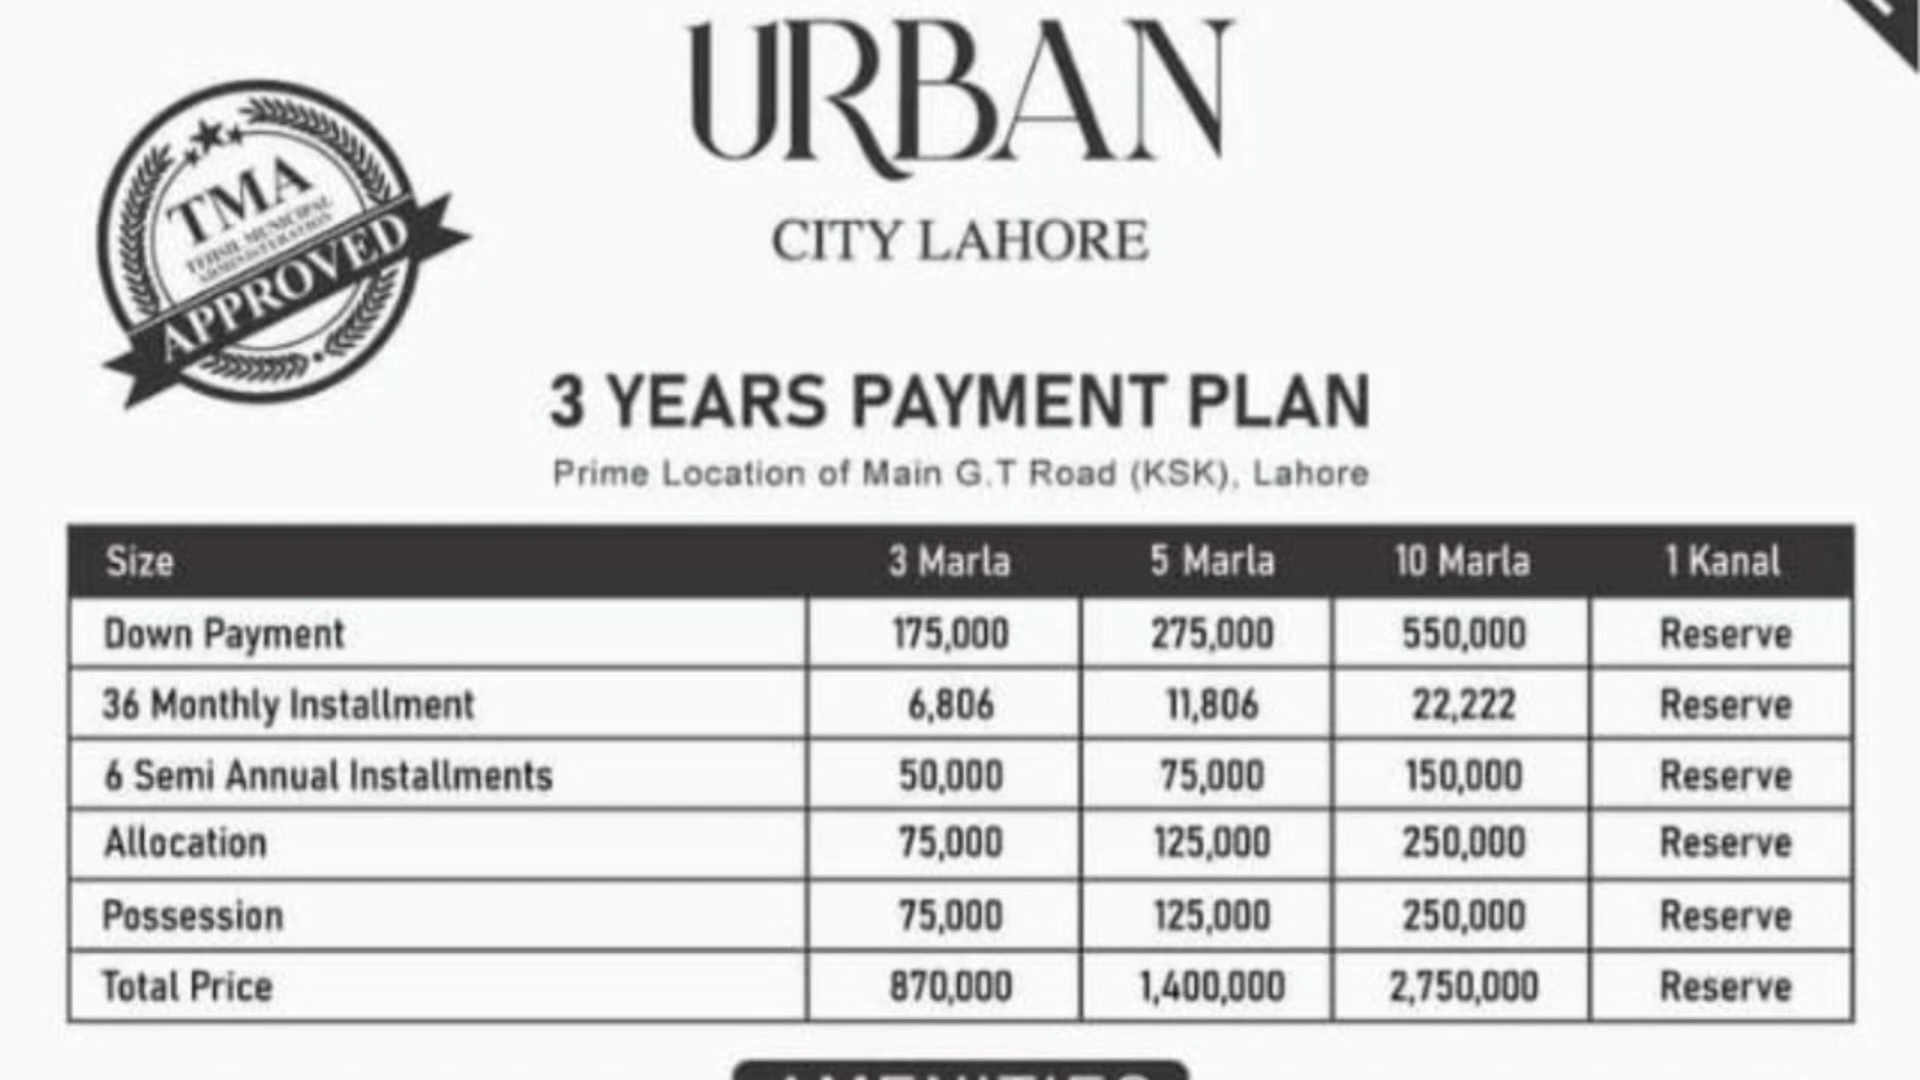 URBAN
CITY LAHORE
TMA
TEHSIL MUNICIPAL
ADMINISTRATION
APPROVED
3 YEARS PAYMENT PLAN
Prime Location of Main G.T Road (KSK), Lahore
Size 3 Marla 5 Marla 10 Marla 1 Kanal
Down Payment 175,000 275,000 550,000 Reserve
36 Monthly Installment 6,806 11,806 22,222 Reserve
6 Semi Annual Installments 50,000 75,000 150,000 Reserve
Allocation 75,000 125,000 250,000 Reserve
Possession 75,000 125,000 250,000 Reserve
Total Price 870,000 1,400,000 2,750,000 Reserve